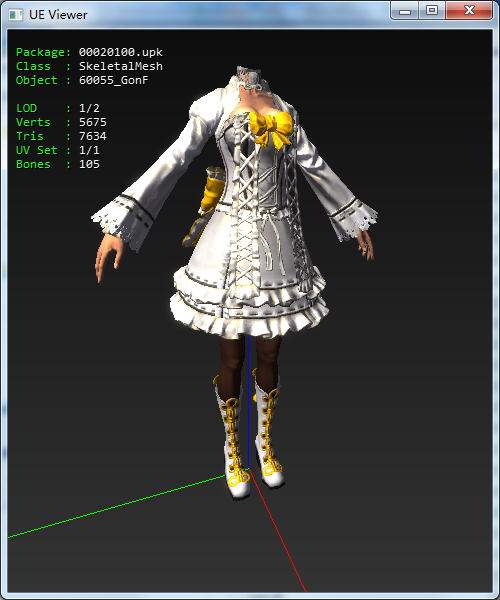 UE Viewer
Package: 00020100.upk
Class  : SkeletalMesh
Object : 60055_GonF
LOD    : 1/2
Verts  : 5675
Tris   : 7634
UV Set : 1/1
Bones  : 105